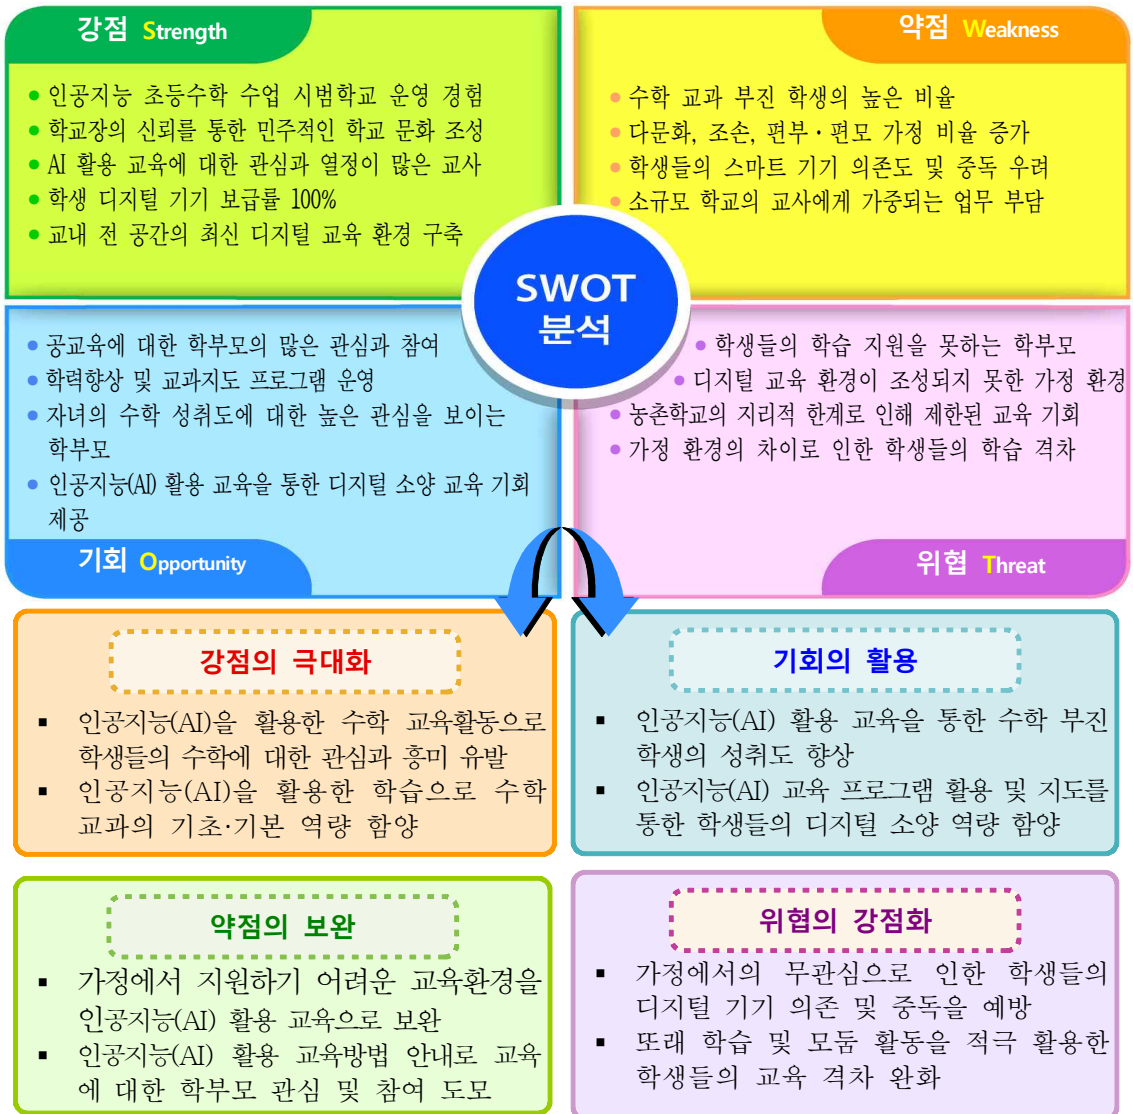 강점 Strength
인공지능 초등수학 수업 시범학교 운영 경험
학교장의 신뢰를 통한 민주적인 학교 문화 조성
AI 활용 교육에 대한 관심과 열정이 많은 교사
학생 디지털 기기 보급률 100%
교내 전 공간의 최신 디지털 교육 환경 구축
약점 Weakness
수학 교과 부진 학생의 높은 비율
다문화, 조손, 편부·편모 가정 비율 증가
학생들의 스마트 기기 의존도 및 중독 우려
소규모 학교의 교사에게 가중되는 업무 부담
SWOT
분석
공교육에 대한 학부모의 많은 관심과 참여
학력향상 및 교과지도 프로그램 운영
자녀의 수학 성취도에 대한 높은 관심을 보이는
학부모
인공지능(AI) 활용 교육을 통한 디지털 소양 교육 기회
제공
기회 Opportunity
학생들의 학습 지원을 못하는 학부모
디지털 교육 환경이 조성되지 못한 가정 환경
농촌학교의 지리적 한계로 인해 제한된 교육 기회
가정 환경의 차이로 인한 학생들의 학습 격차
위협 Threat
강점의 극대화
인공지능(AI)을 활용한 수학 교육활동으로
학생들의 수학에 대한 관심과 흥미 유발
인공지능(AI)을 활용한 학습으로 수학
교과의 기초·기본 역량 함양
기회의 활용
인공지능(AI) 활용 교육을 통한 수학 부진
학생의 성취도 향상
인공지능(AI) 교육 프로그램 활용 및 지도를
통한 학생들의 디지털 소양 역량 함양
약점의 보완
가정에서 지원하기 어려운 교육환경을
인공지능(AI) 활용 교육으로 보완
인공지능(AI) 활용 교육방법 안내로 교육
에 대한 학부모 관심 및 참여 도모
위협의 강점화
가정에서의 무관심으로 인한 학생들의
디지털 기기 의존 및 중독을 예방
또래 학습 및 모둠 활동을 적극 활용한
학생들의 교육 격차 완화